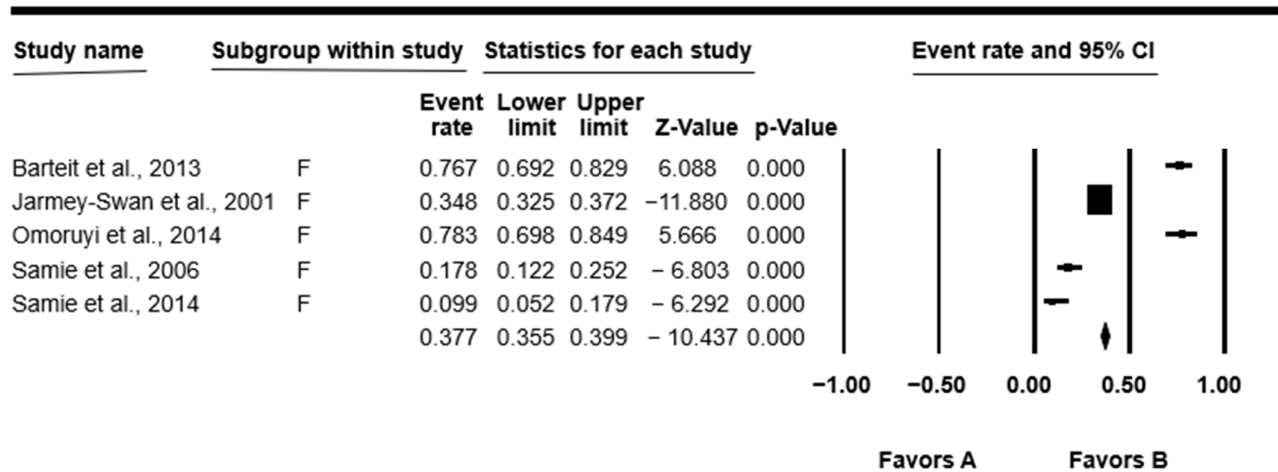 Study name Subgroup within study Statistics for each study Event rate and 95% CI
Event Lower Upper
rate limit limit Z-Value p-Value
Barteit et al., 2013 F 0.767 0.692 0.829 6.088 0.000
Jarmey-Swan et al., 2001 F 0.348 0.325 0.372 −11.880 0.000
Omoruyi et al., 2014 F 0.783 0.698 0.849 5.666 0.000
Samie et al., 2006 F 0.178 0.122 0.252 − 6.803 0.000
Samie et al., 2014 F 0.099 0.052 0.179 − 6.292 0.000
0.377 0.355 0.399 − 10.437 0.000
−1.00 −0.50 0.00 0.50 1.00
Favors A Favors B